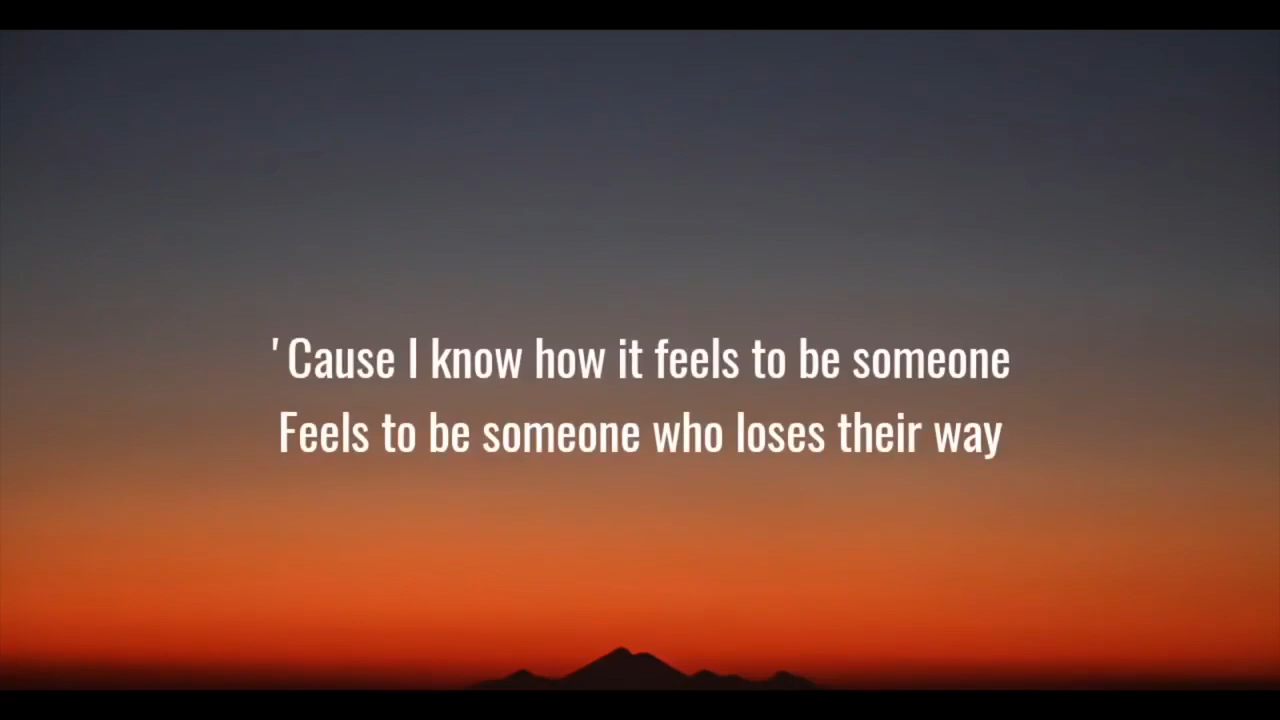 'Cause I know how it feels to be someone
Feels to be someone who loses their way